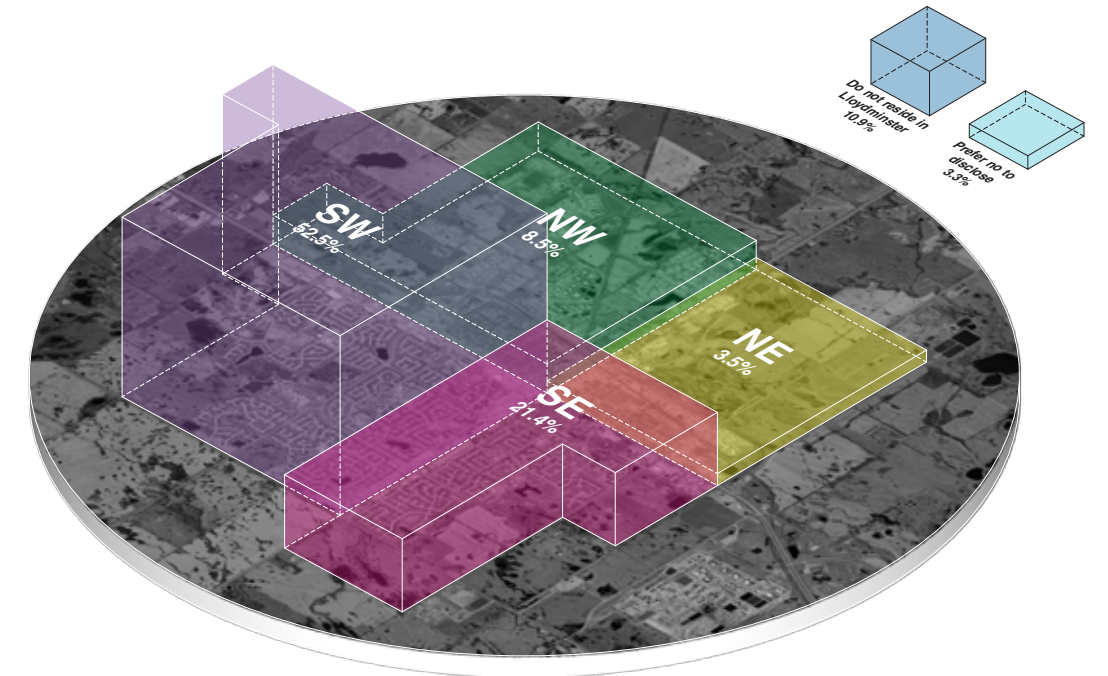 Do not reside in
Lloydminster
10.9%
Prefer no to
disclose
3.3%
SW
52.5%
NW
8.5%
NE
3.5%
SE
21.4%